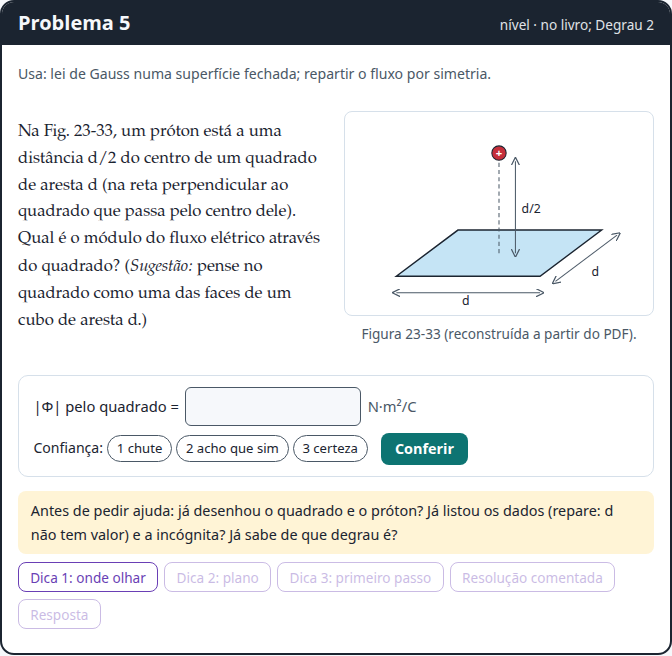 Problema 5
nível · no livro; Degrau 2
Usa: lei de Gauss numa superfície fechada; repartir o fluxo por simetria.
Na Fig. 23-33, um próton está a uma
distância d/2 do centro de um quadrado
de aresta d (na reta perpendicular ao
quadrado que passa pelo centro dele).
Qual é o módulo do fluxo elétrico através
do quadrado? (Sugestão: pense no
quadrado como uma das faces de um
cubo de aresta d.)
+
d/2
d
d
Figura 23-33 (reconstruída a partir do PDF).
|Φ| pelo quadrado =
N·m²/C
Confiança:
1 chute
2 acho que sim
3 certeza
Conferir
Antes de pedir ajuda: já desenhou o quadrado e o próton? Já listou os dados (repare: d
não tem valor) e a incógnita? Já sabe de que degrau é?
Dica 1: onde olhar
Dica 2: plano
Dica 3: primeiro passo
Resolução comentada
Resposta